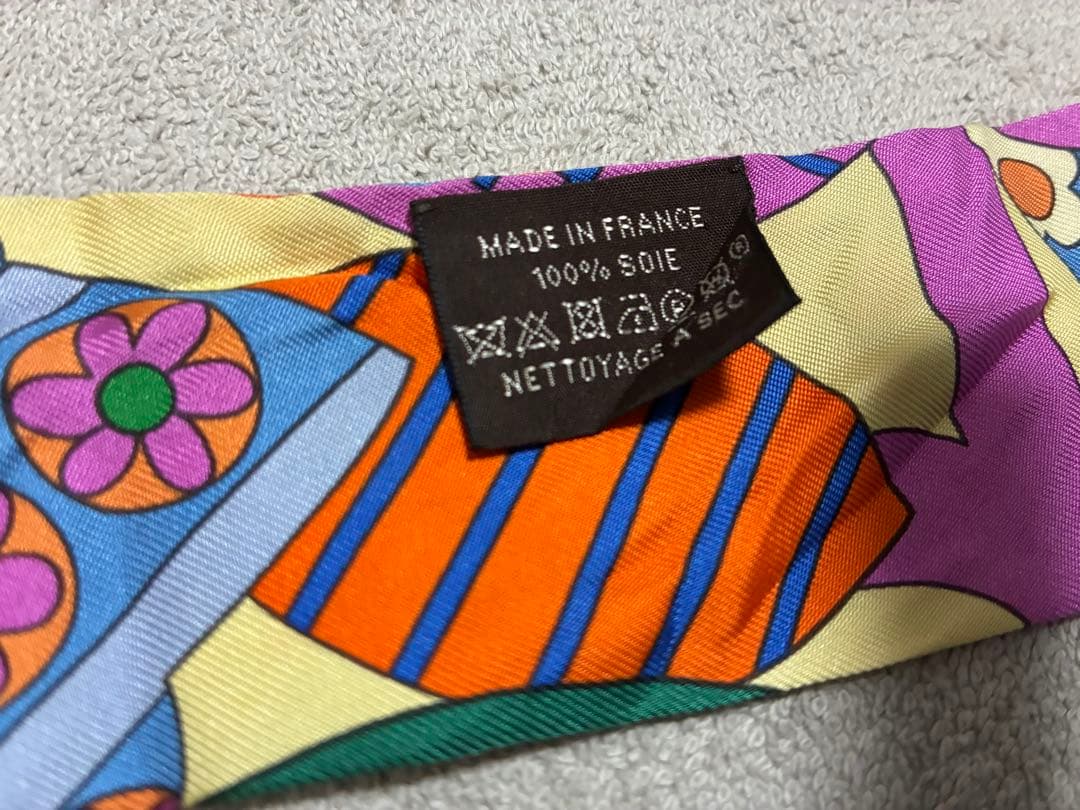 MADE IN FRANCE
100% SOIE
P
®
NETTOYAGE A SEC